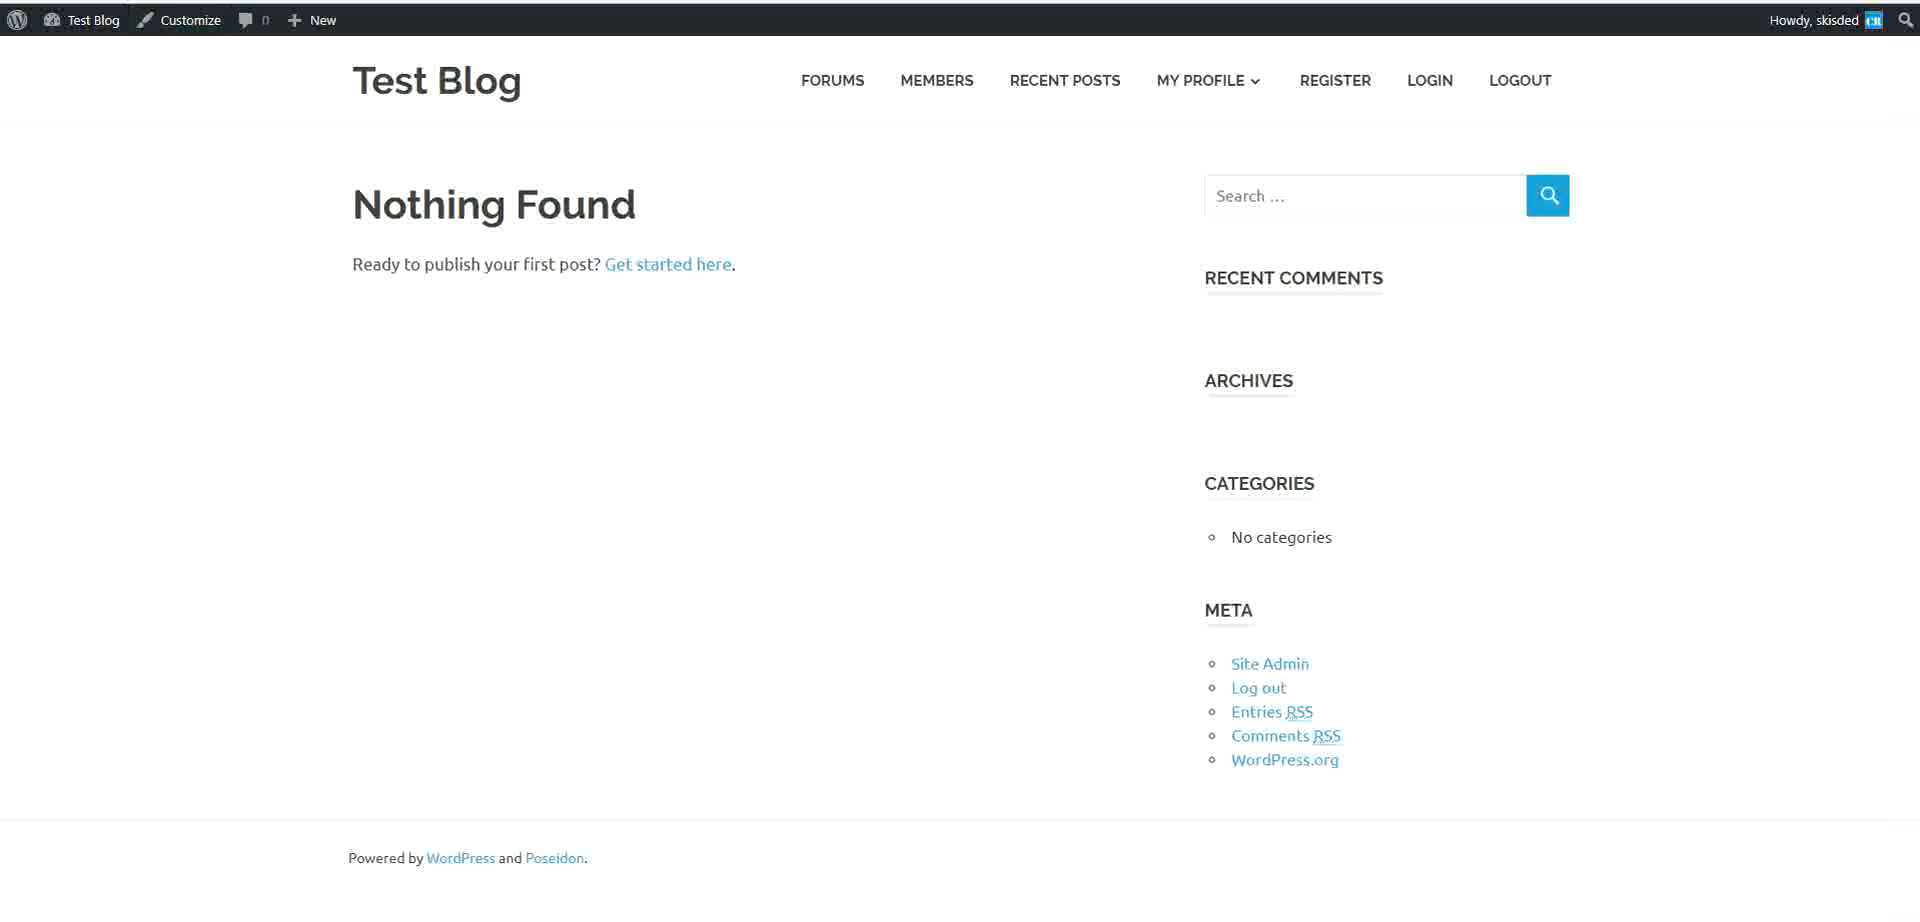 Test Blog Customize 0 New Howdy, skisded
Test Blog
FORUMS MEMBERS RECENT POSTS MY PROFILE REGISTER LOGIN LOGOUT
Nothing Found
Ready to publish your first post? Get started here.
Search …
RECENT COMMENTS
ARCHIVES
CATEGORIES
No categories
META
Site Admin
Log out
Entries RSS
Comments RSS
WordPress.org
Powered by WordPress and Poseidon.